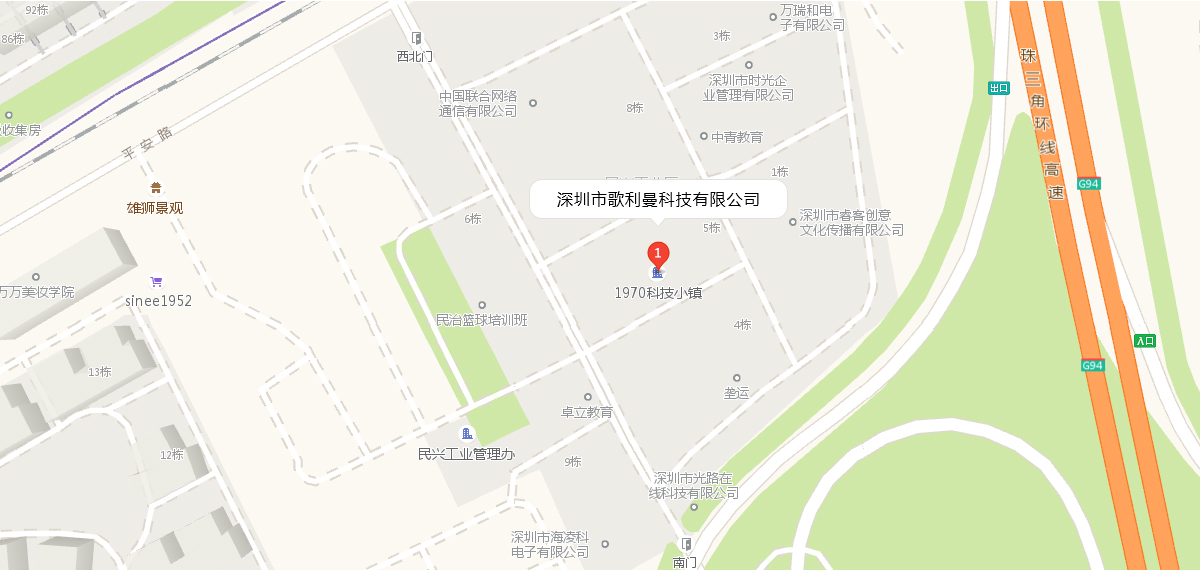 92栋
万瑞和电
子有限公司
86栋
3栋
西北门
珠三角环线高速
深圳市时光企
业管理有限公司
出口
中国联合网络
通信有限公司
8栋
收集房
平安路
中青教育
1栋
G94
深圳市歌利曼科技有限公司
雄狮景观
6栋
5栋
深圳市睿客创意
文化传播有限公司
1
1970科技小镇
万万美妆学院
sinee1952
民治篮球培训班
4栋
入口
G94
13栋
垄运
卓立教育
12栋
民兴工业管理办
9栋
深圳市光路在
线科技有限公司
深圳市海凌科
电子有限公司
南门